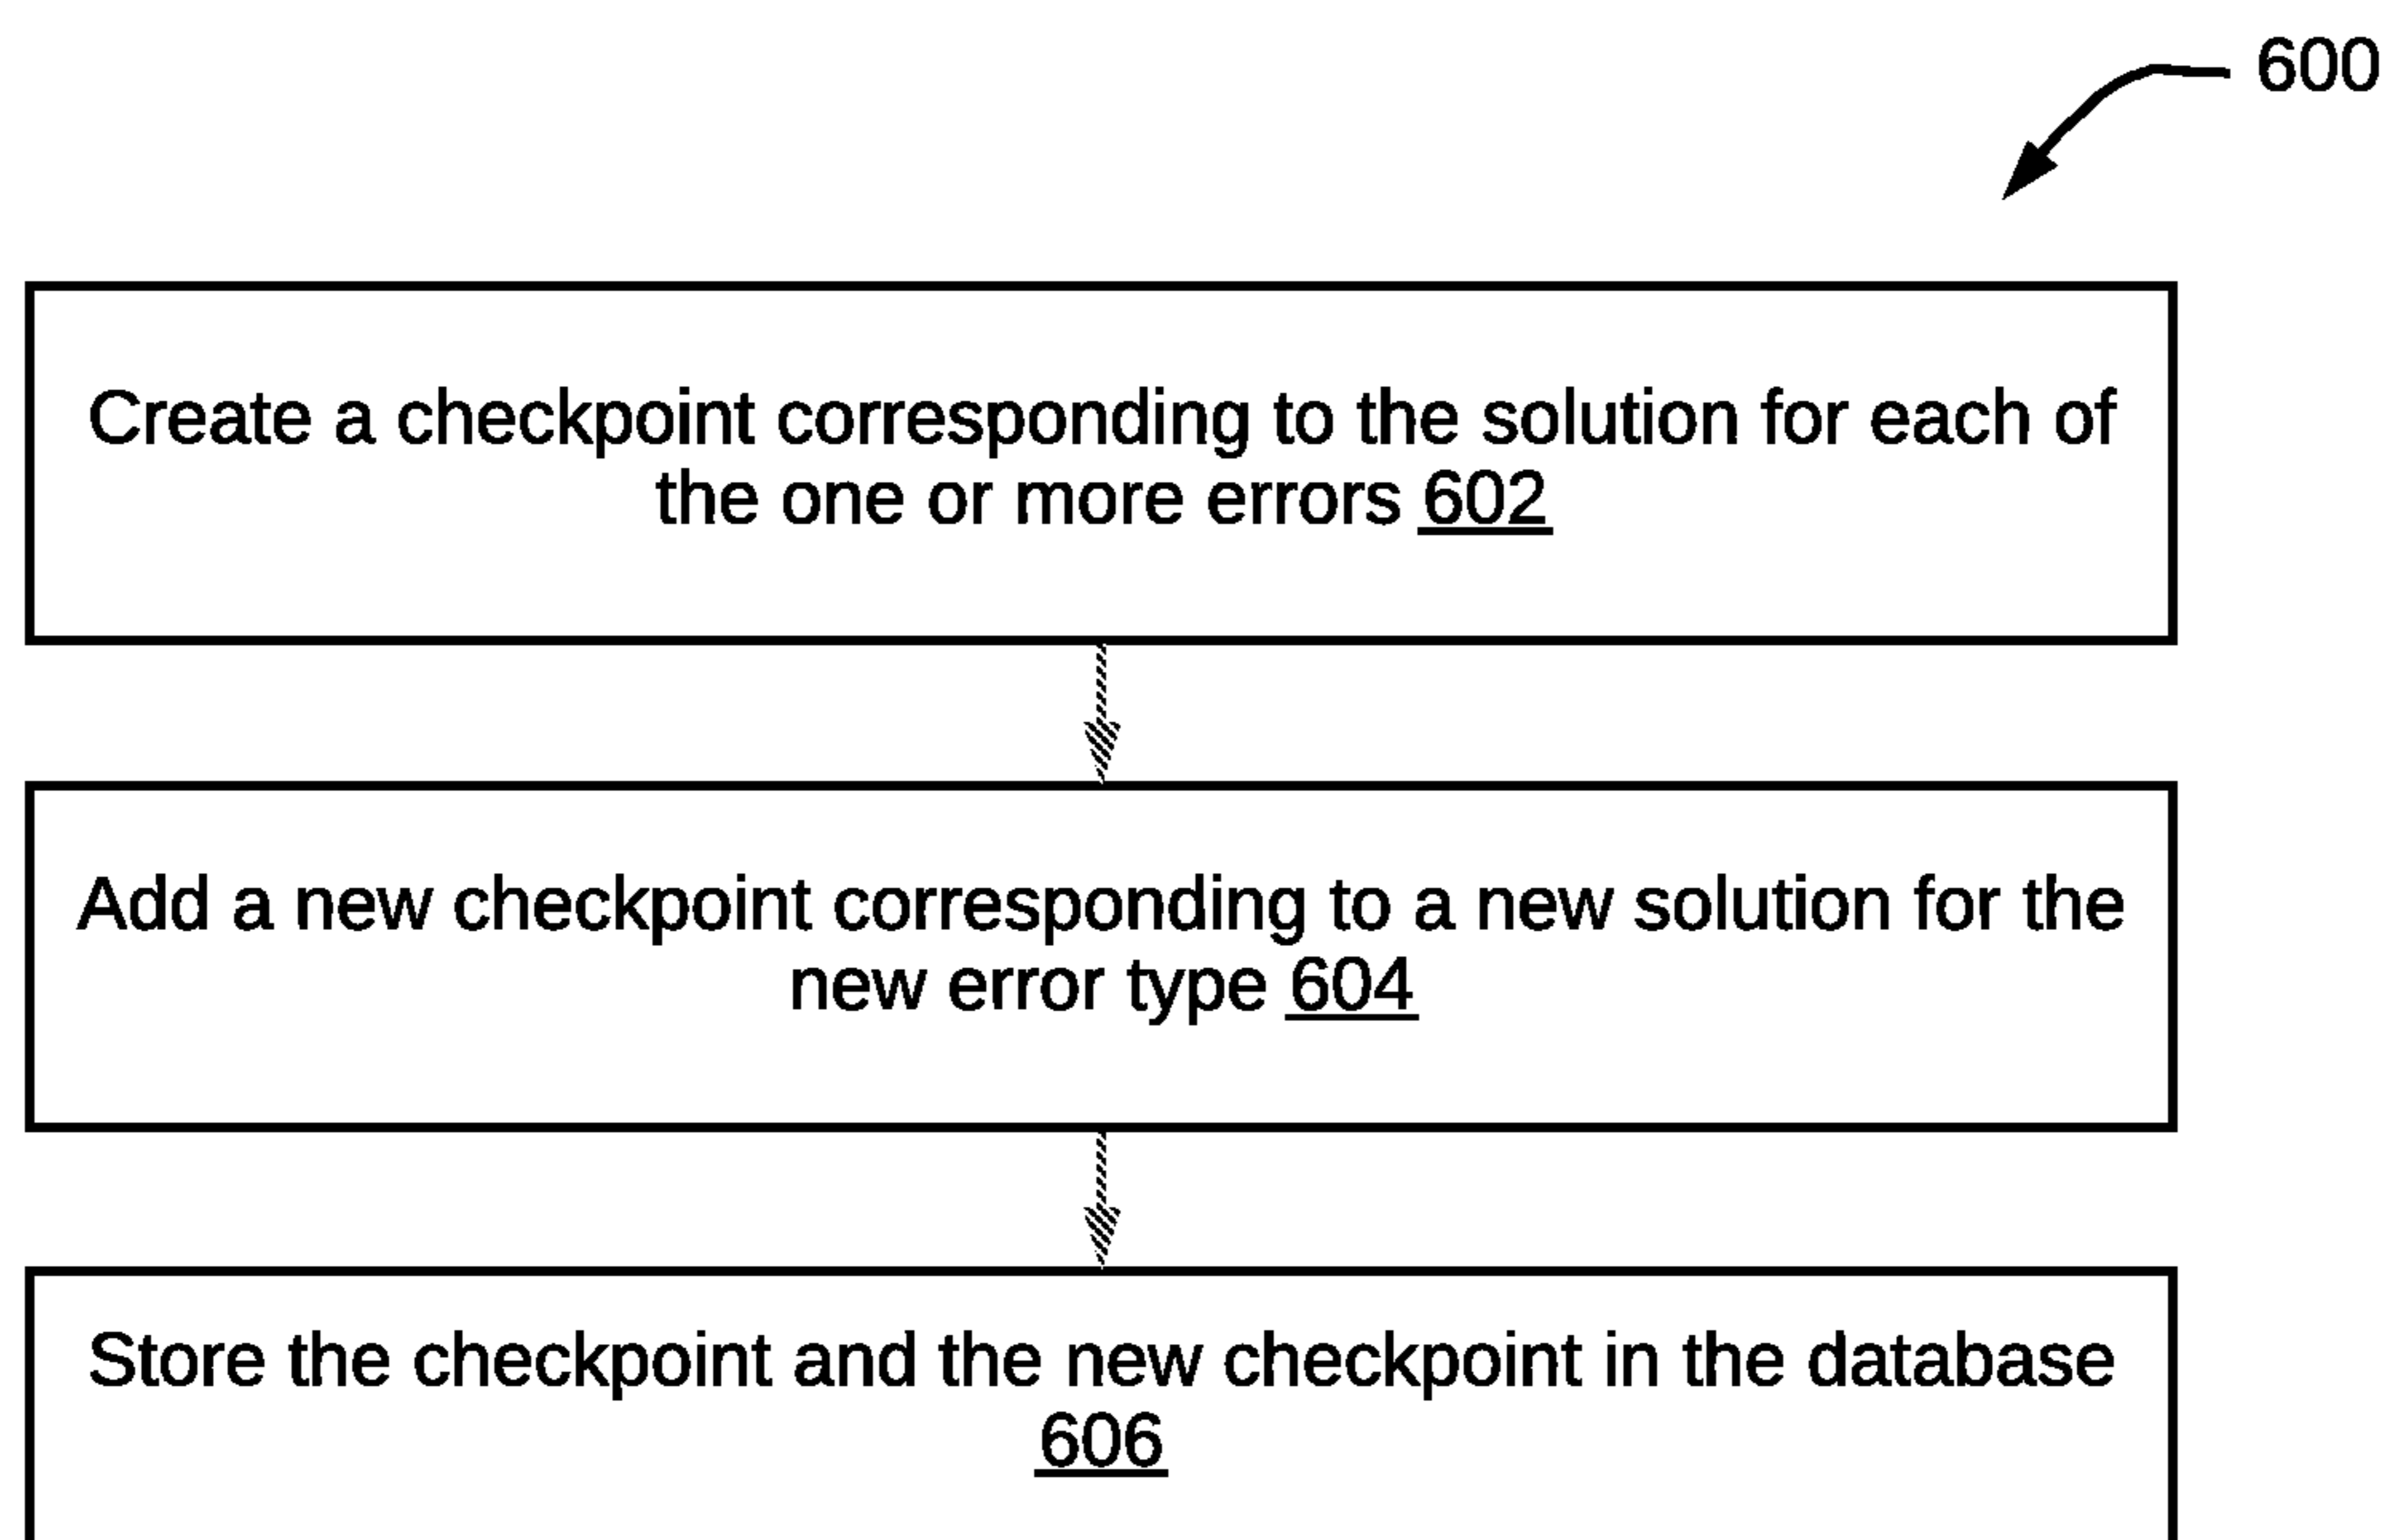 600
Create a checkpoint corresponding to the solution for each of
the one or more errors 602
Add a new checkpoint corresponding to a new solution for the
new error type 604
Store the checkpoint and the new checkpoint in the database
606